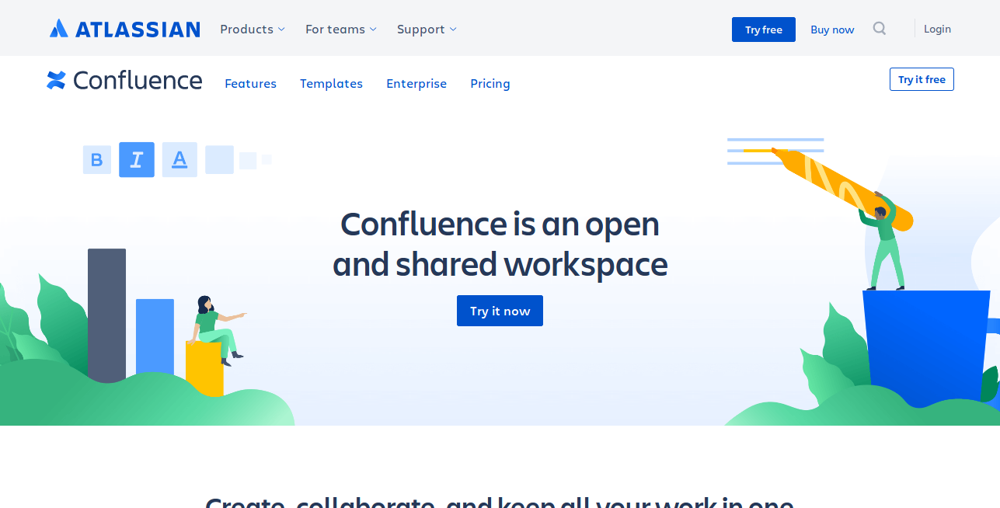 ATLASSIAN Products For teams Support Try free Buy now Login
Confluence Features Templates Enterprise Pricing Try it free
B I A
Confluence is an open
and shared workspace
Try it now
Create, collaborate, and keep all your work in one